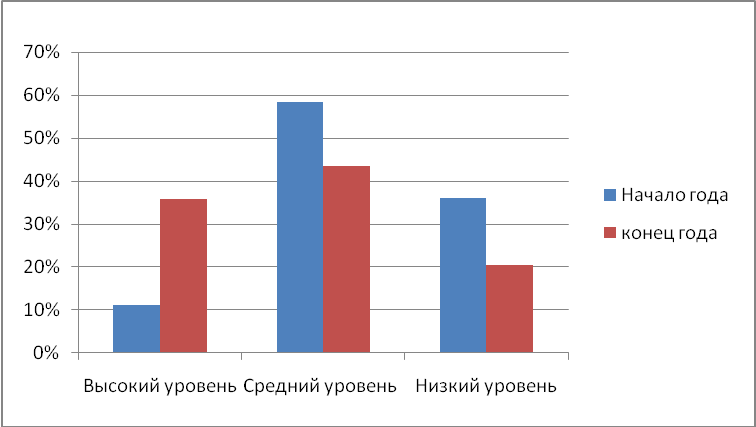 70%
60%
50%
40%
30%
20%
10%
0%
Высокий уровень Средний уровень Низкий уровень
Начало года
конец года